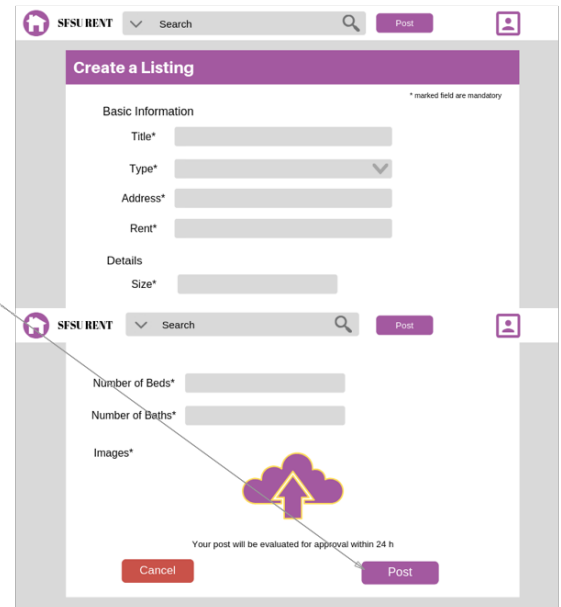 SFSU RENT Search Post
Create a Listing
* marked field are mandatory
Basic Information
Title*
Type*
Address*
Rent*
Details
Size*
SFSU RENT Search Post
Number of Beds*
Number of Baths*
Images*
Your post will be evaluated for approval within 24 h
Cancel Post